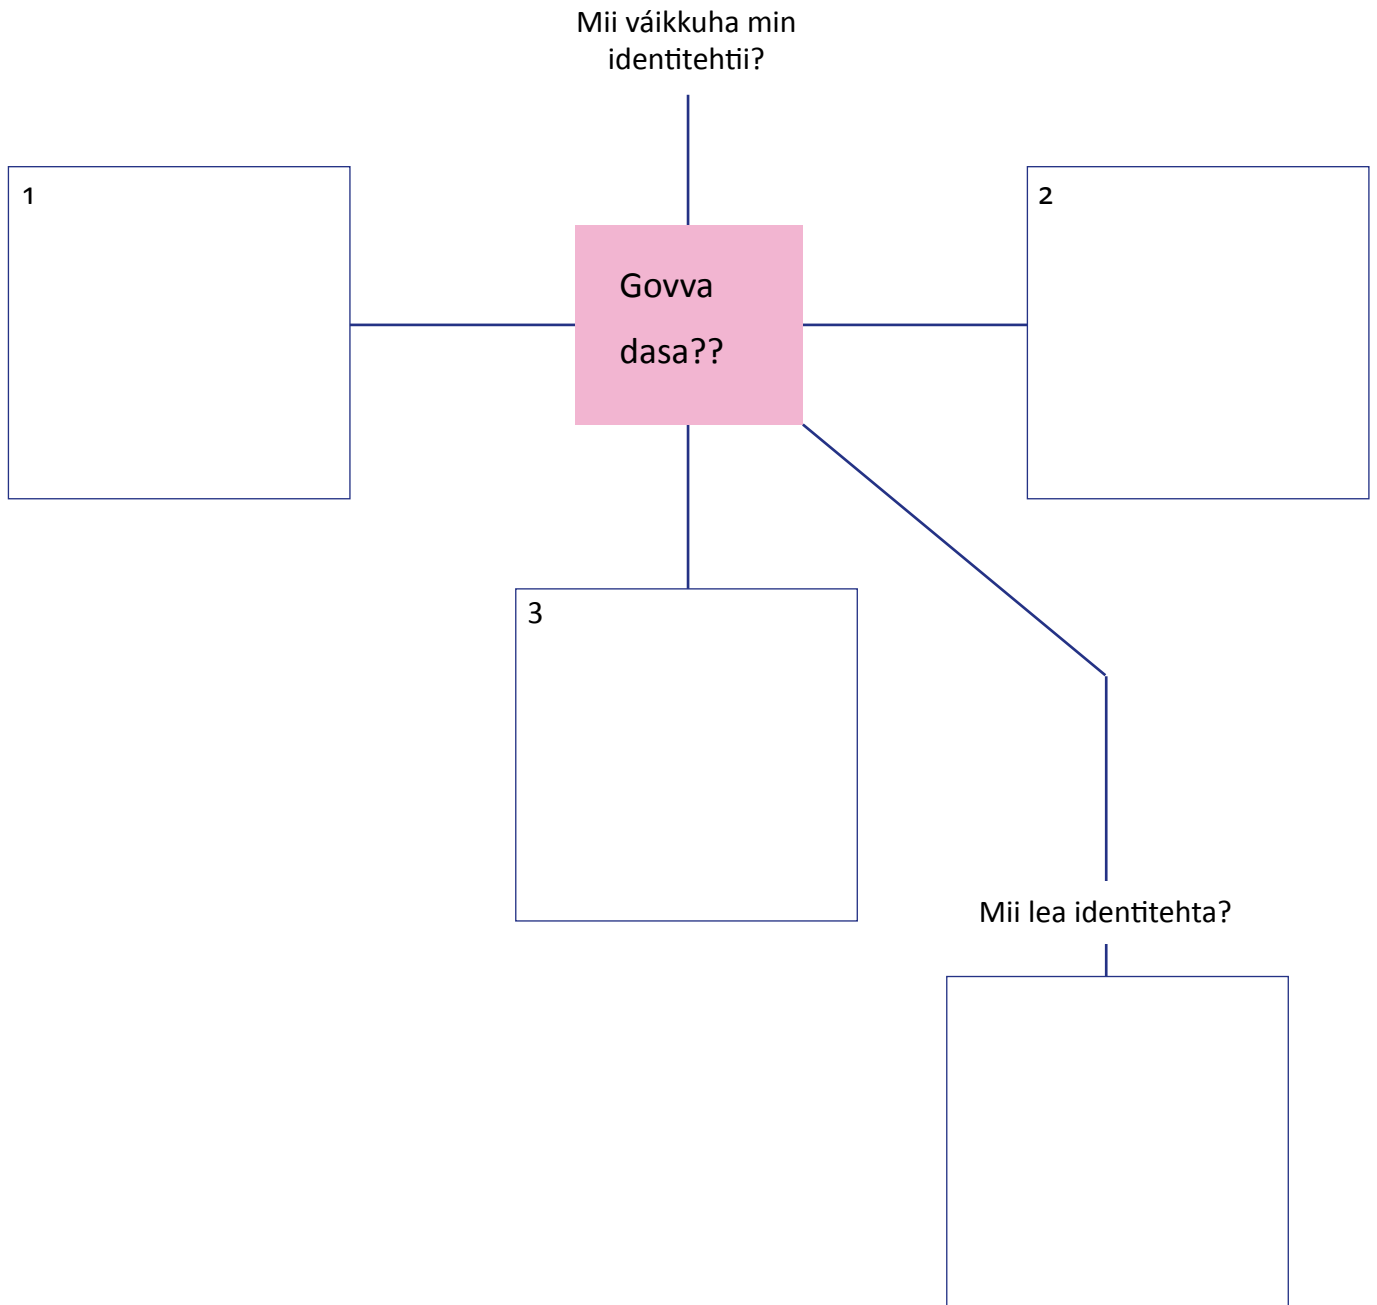 Mii váikkuha min
identitehtii?
1
2
Govva
dasa??
3
Mii lea identitehta?